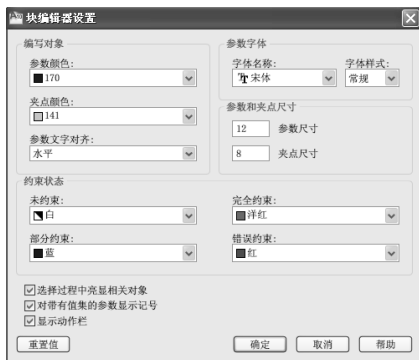 块编辑器设置
编写对象
参数颜色:
170
夹点颜色:
141
参数文字对齐:
水平
参数字体
字体名称: 字体样式:
宋体 常规
参数和夹点尺寸
12 参数尺寸
8 夹点尺寸
约束状态
未约束: 完全约束:
白 洋红
部分约束: 错误约束:
蓝 红
选择过程中亮显相关对象
对带有值集的参数显示记号
显示动作栏
重置值 确定 取消 帮助